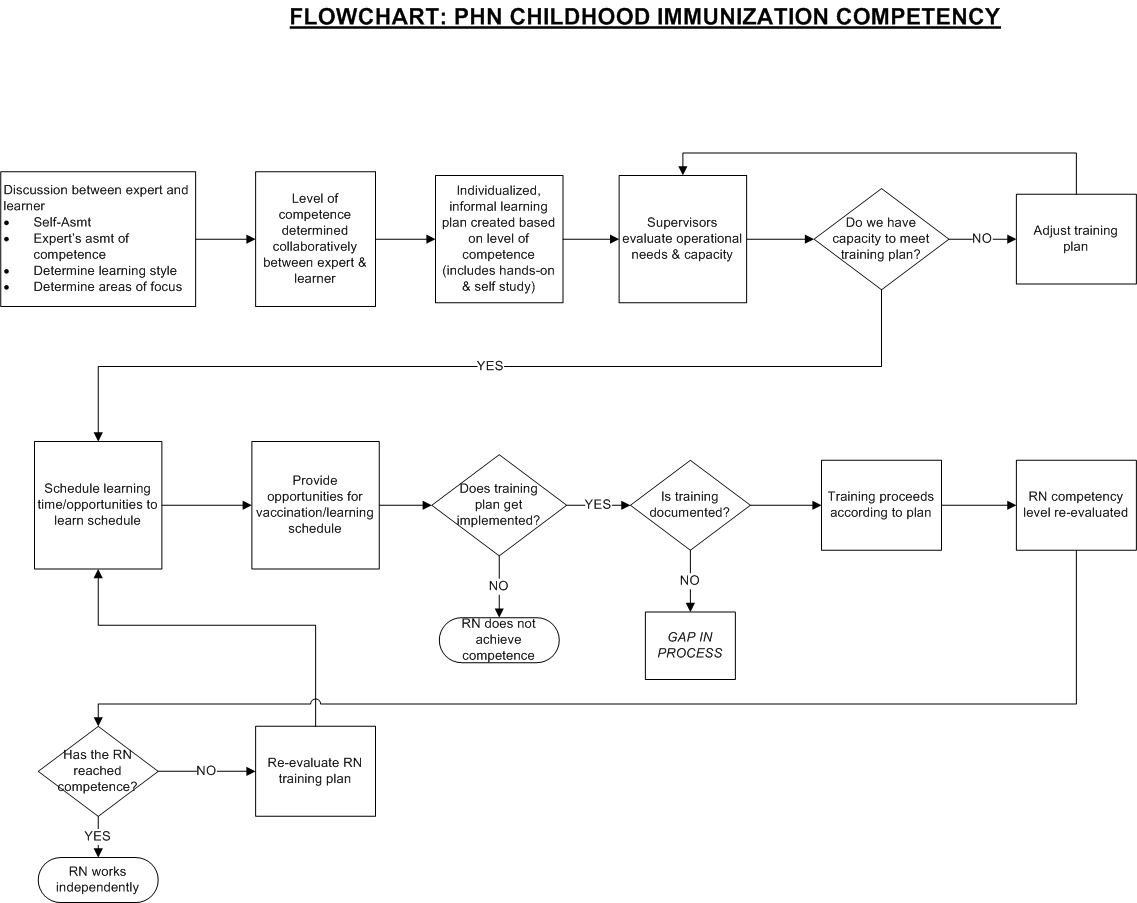 FLOWCHART: PHN CHILDHOOD IMMUNIZATION COMPETENCY
Discussion between expert and
learner
• Self-Asmt
• Expert's asmt of
competence
• Determine learning style
• Determine areas of focus
Level of
competence
determined
collaboratively
between expert &
learner
Individualized,
informal learning
plan created based
on level of
competence
(includes hands-on
& self study)
Supervisors
evaluate operational
needs & capacity
Do we have
capacity to meet
training plan?
NO
Adjust training
plan
YES
Schedule learning
time/opportunities to
learn schedule
Provide
opportunities for
vaccination/learning
schedule
Does training
plan get
implemented?
YES
Is training
documented?
Training proceeds
according to plan
RN competency
level re-evaluated
NO
RN does not
achieve
competence
NO
GAP IN
PROCESS
Has the RN
reached
competence?
NO
Re-evaluate RN
training plan
YES
RN works
independently